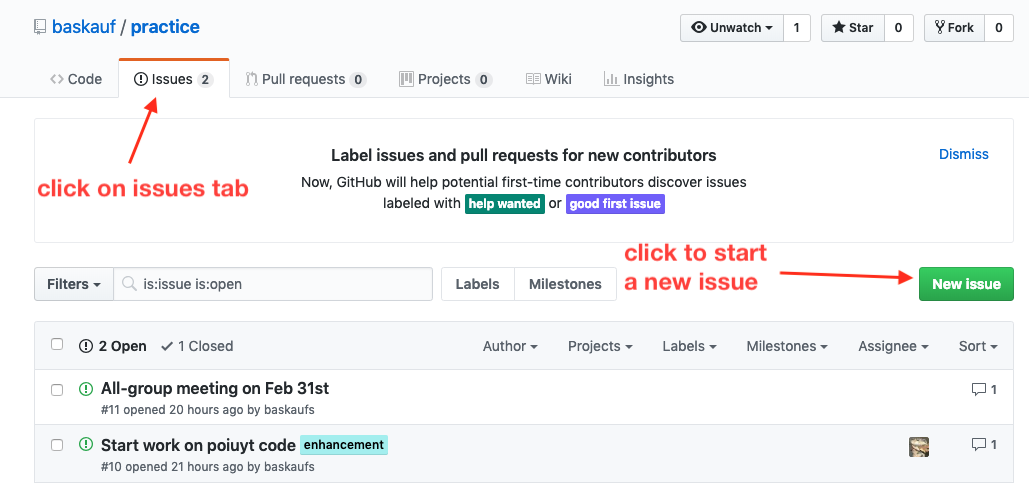 baskauf / practice
Unwatch 1 Star 0 Fork 0
Code Issues 2 Pull requests 0 Projects 0 Wiki Insights
click on issues tab
Label issues and pull requests for new contributors
Dismiss
Now, GitHub will help potential first-time contributors discover issues
labeled with help wanted or good first issue
click to start
a new issue
Filters is:issue is:open Labels Milestones New issue
2 Open 1 Closed Author Projects Labels Milestones Assignee Sort
All-group meeting on Feb 31st 1
#11 opened 20 hours ago by baskaufs
Start work on poiuyt code enhancement 1
#10 opened 21 hours ago by baskaufs